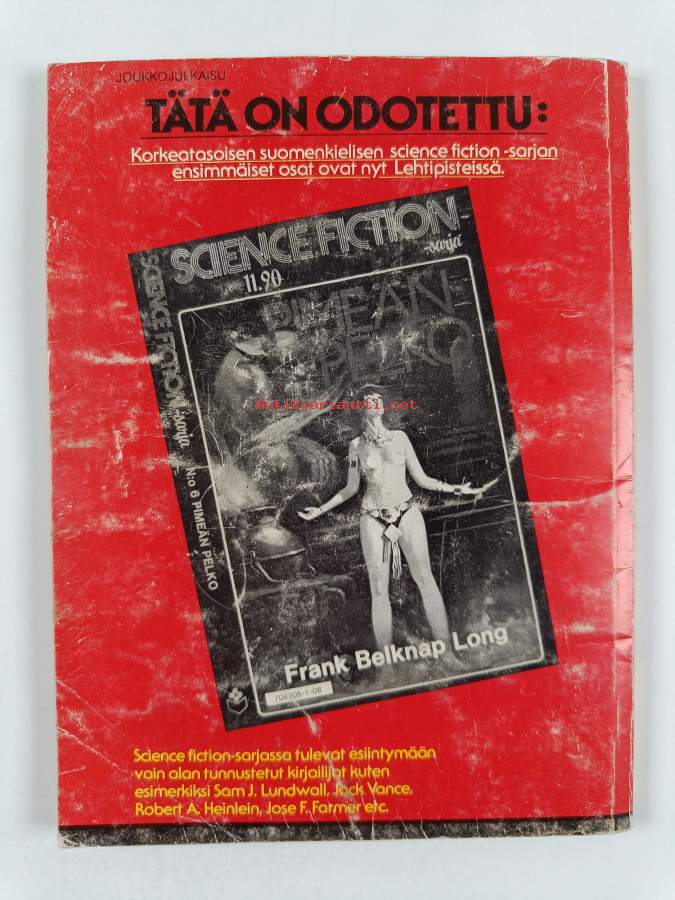 JOUKKOJULKAISU
TÄTÄ ON ODOTETTU:
Korkeatasoisen suomenkielisen science fiction -sarjan
ensimmäiset osat ovat nyt Lehtipisteissä.
SCIENCE FICTION
-sarja
11.90
PIMEÄN
PELKO
SCIENCE FICTION
-sarja
N:o 6 PIMEÄN PELKO
antikvariaatti.net
Frank Belknap Long
704206-1-06
Science fiction-sarjassa tulevat esiintymään
vain alan tunnustetut kirjailijat kuten
esimerkiksi Sam J. Lundwall, Jack Vance,
Robert A. Heinlein, Jose F. Farmer etc.